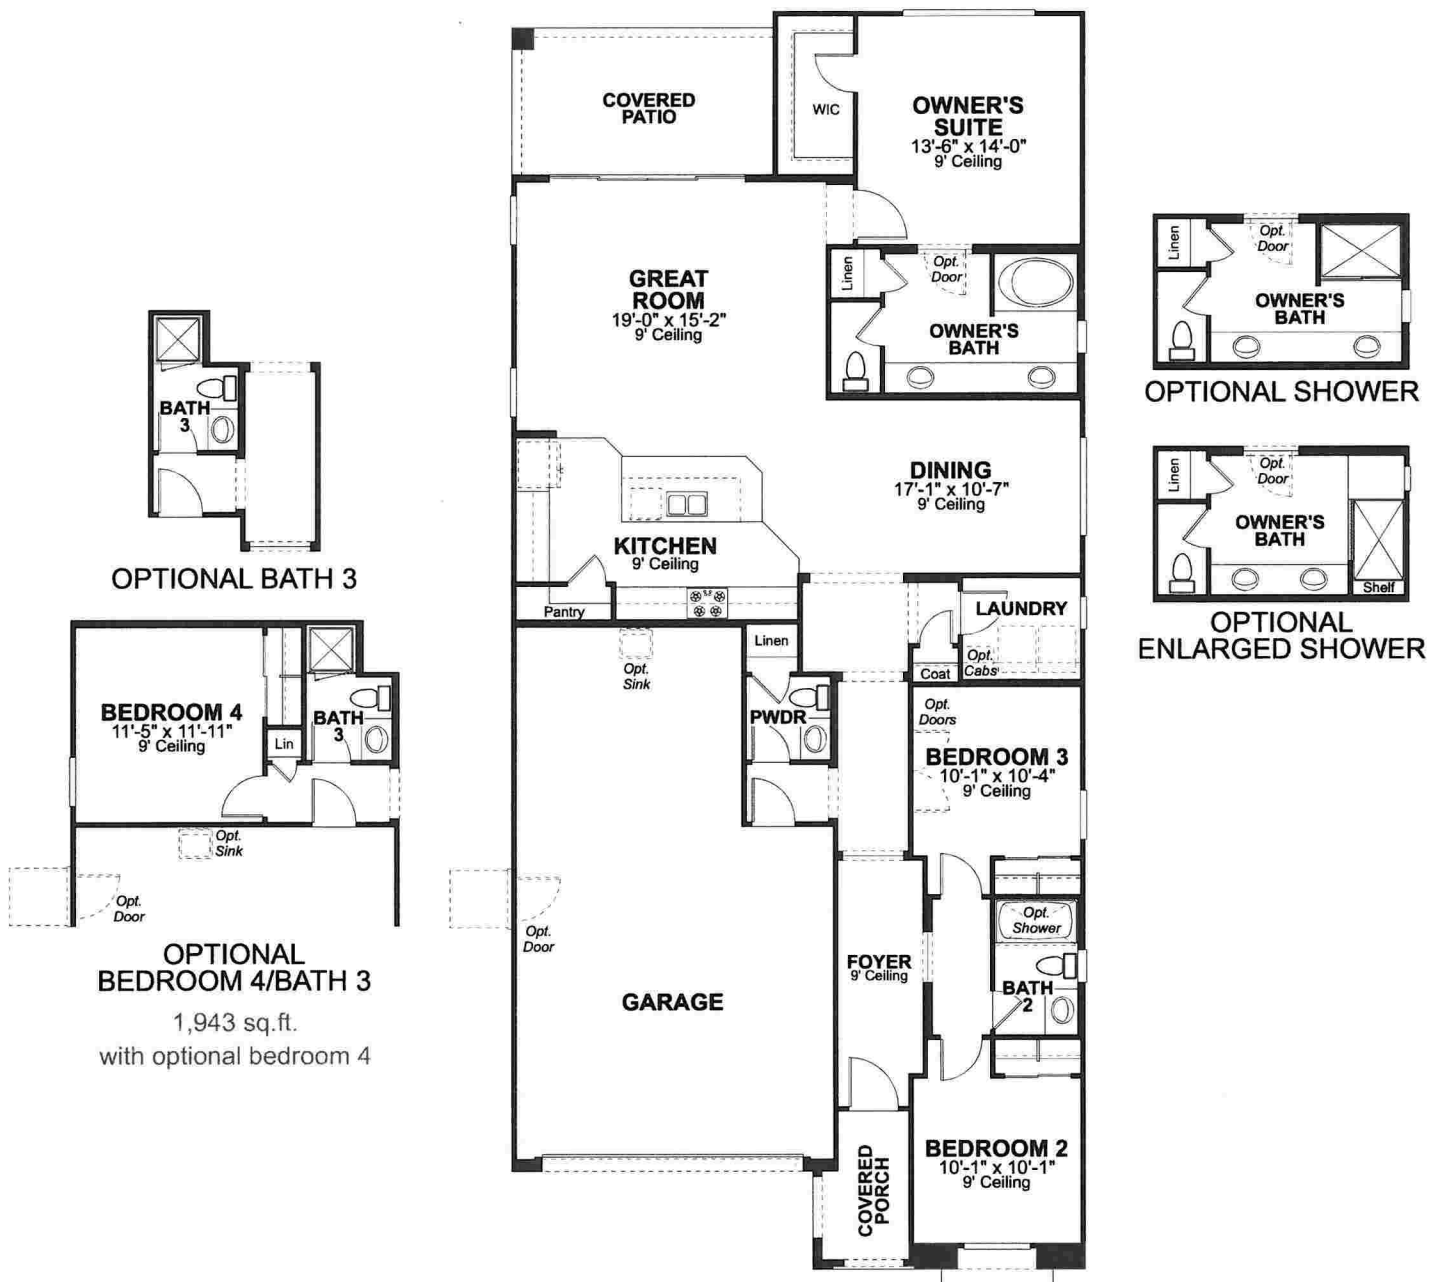 COVERED
PATIO
WIC
OWNER'S
SUITE
13'-6" x 14'-0"
9' Ceiling
GREAT
ROOM
19'-0" x 15'-2"
9' Ceiling
Linen
Opt.
Door
OWNER'S
BATH
DINING
17'-1" x 10'-7"
9' Ceiling
KITCHEN
9' Ceiling
Pantry
LAUNDRY
Opt.
Cabs
Coat
Linen
Opt.
Sink
PWDR
Opt.
Doors
BEDROOM 3
10'-1" x 10'-4"
9' Ceiling
Opt.
Door
Opt.
Shower
FOYER
9' Ceiling
BATH
2
GARAGE
BEDROOM 2
10'-1" x 10'-1"
9' Ceiling
COVERED
PORCH
BATH
3
OPTIONAL BATH 3
BEDROOM 4
11'-5" x 11'-11"
9' Ceiling
BATH
3
Lin
Opt.
Sink
Opt.
Door
OPTIONAL
BEDROOM 4/BATH 3
1,943 sq.ft.
with optional bedroom 4
Linen
Opt.
Door
OWNER'S
BATH
OPTIONAL SHOWER
Linen
Opt.
Door
OWNER'S
BATH
Shelf
OPTIONAL
ENLARGED SHOWER